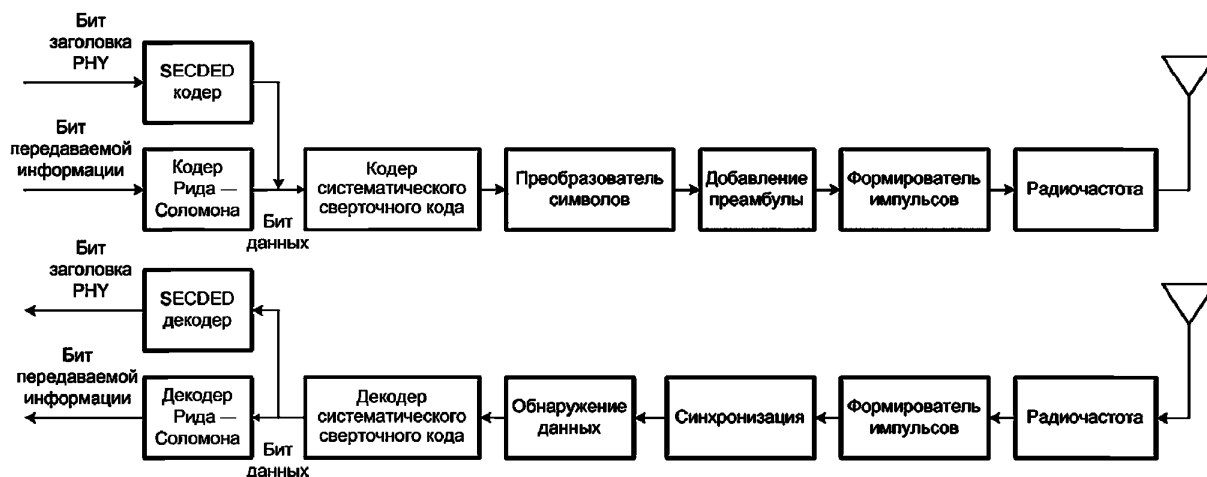 Бит
заголовка
PHY
SECDED
кодер
Бит
передаваемой
информации
Кодер
Рида —
Соломона
Бит
данных
Кодер
систематического
сверточного кода
Преобразователь
символов
Добавление
преамбулы
Формирователь
импульсов
Радиочастота
Бит
заголовка
PHY
SECDED
декодер
Бит
передаваемой
информации
Декодер
Рида —
Соломона
Бит
данных
Декодер
систематического
сверточного кода
Обнаружение
данных
Синхронизация
Формирователь
импульсов
Радиочастота